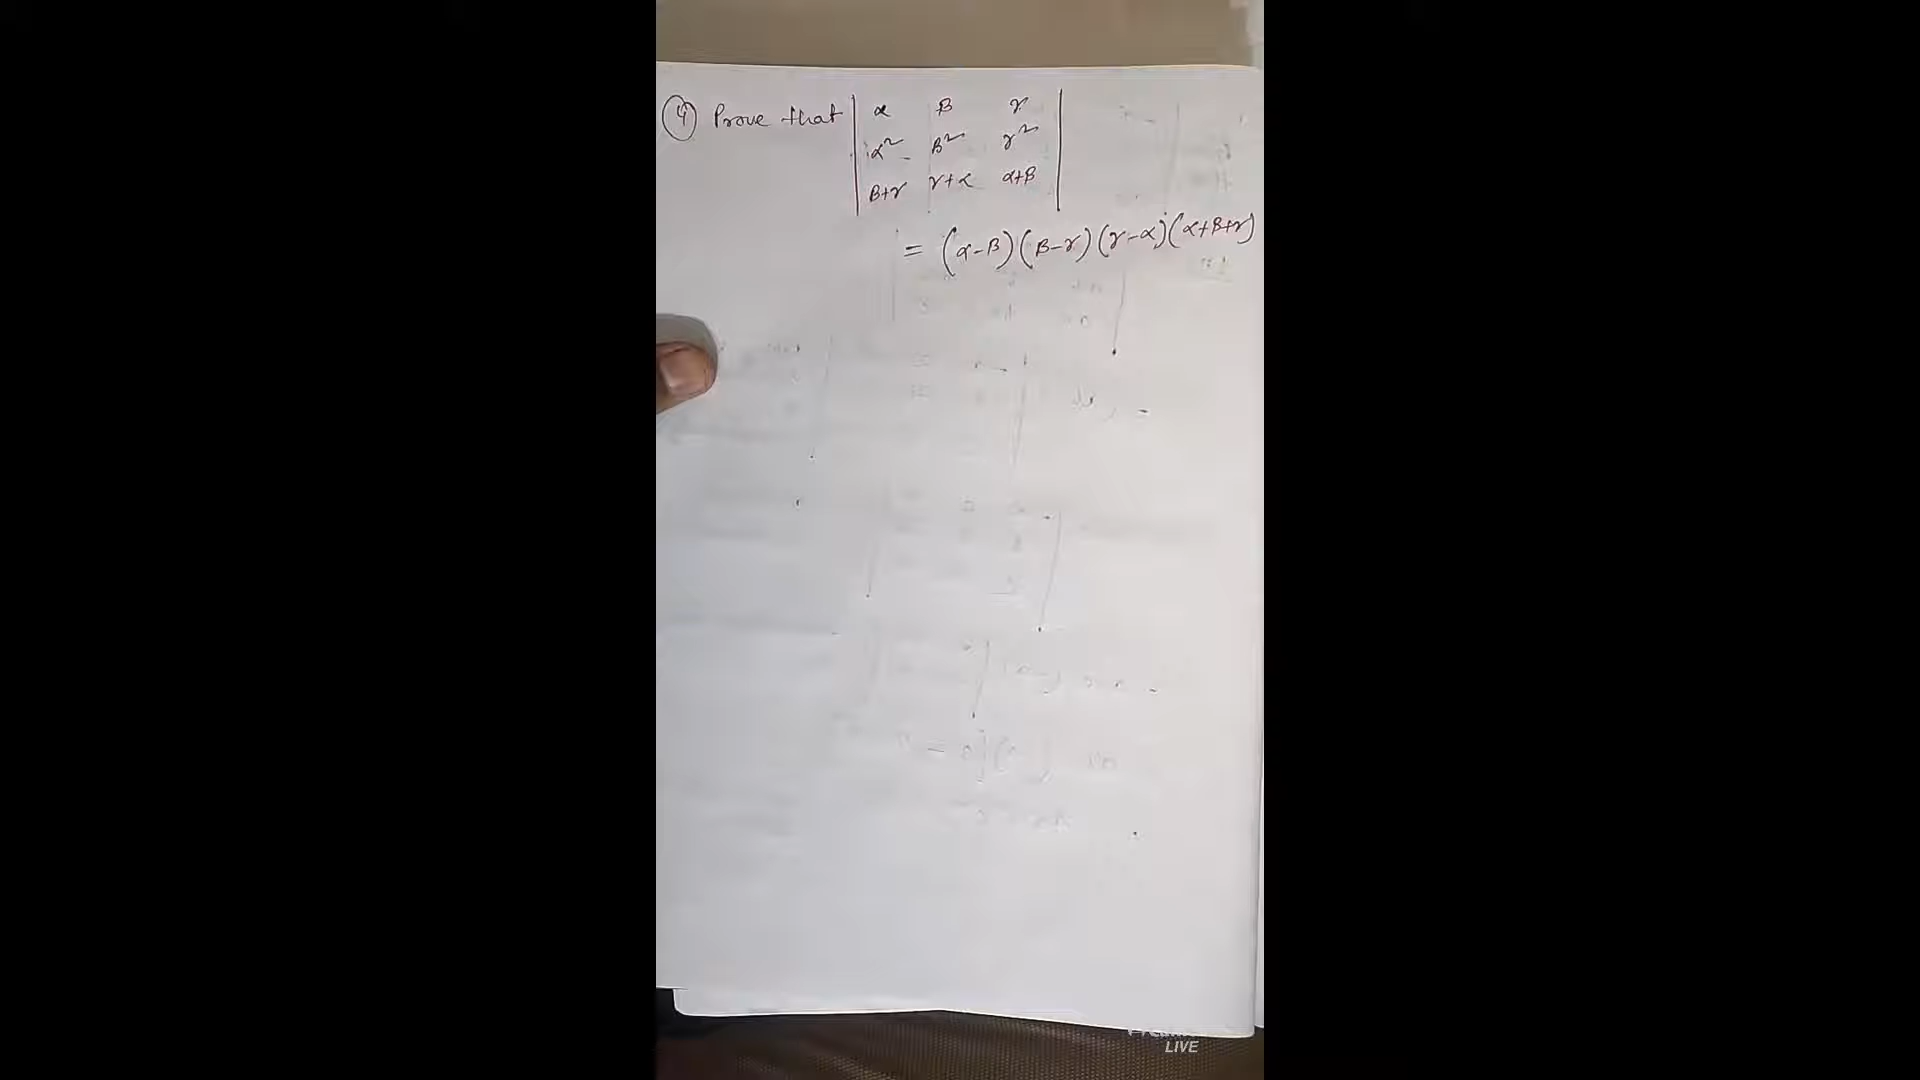 ④ Prove that | α β γ |
| α² β² γ² |
| β+γ γ+α α+β |
= (α-β)(β-γ)(γ-α)(α+β+γ)
LIVE